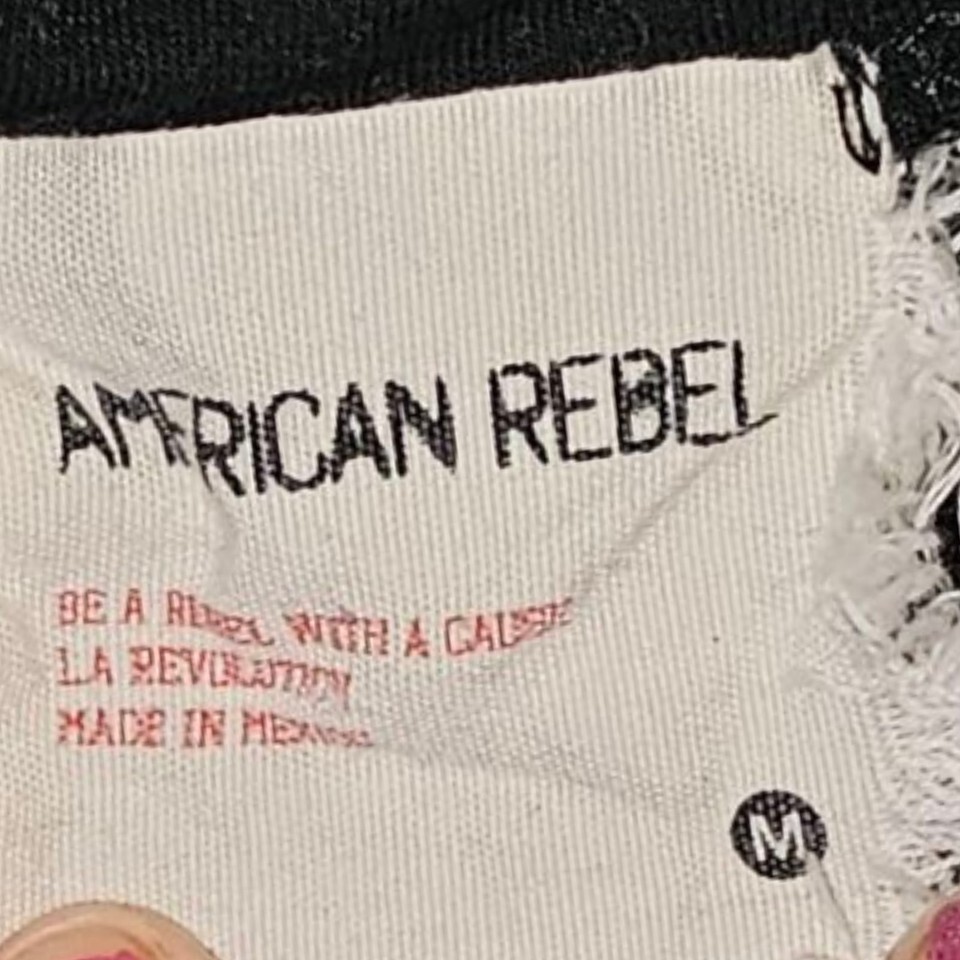 AMERICAN REBEL
BE A REBEL WITH A CAUSE
LA REVOLUTION
MADE IN MEXICO
M